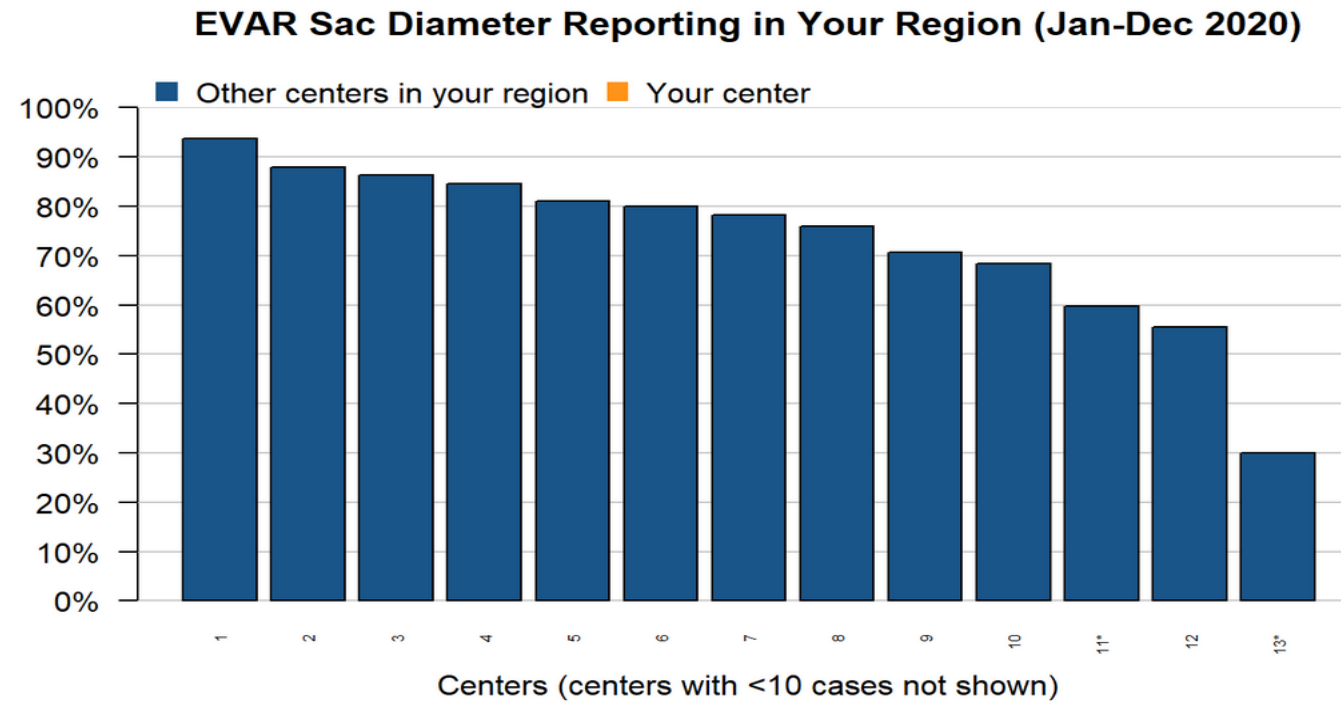 EVAR Sac Diameter Reporting in Your Region (Jan-Dec 2020)
Other centers in your region Your center
100%
90%
80%
70%
60%
50%
40%
30%
20%
10%
0%
1 2 3 4 5 6 7 8 9 10 11* 12 13*
Centers (centers with <10 cases not shown)